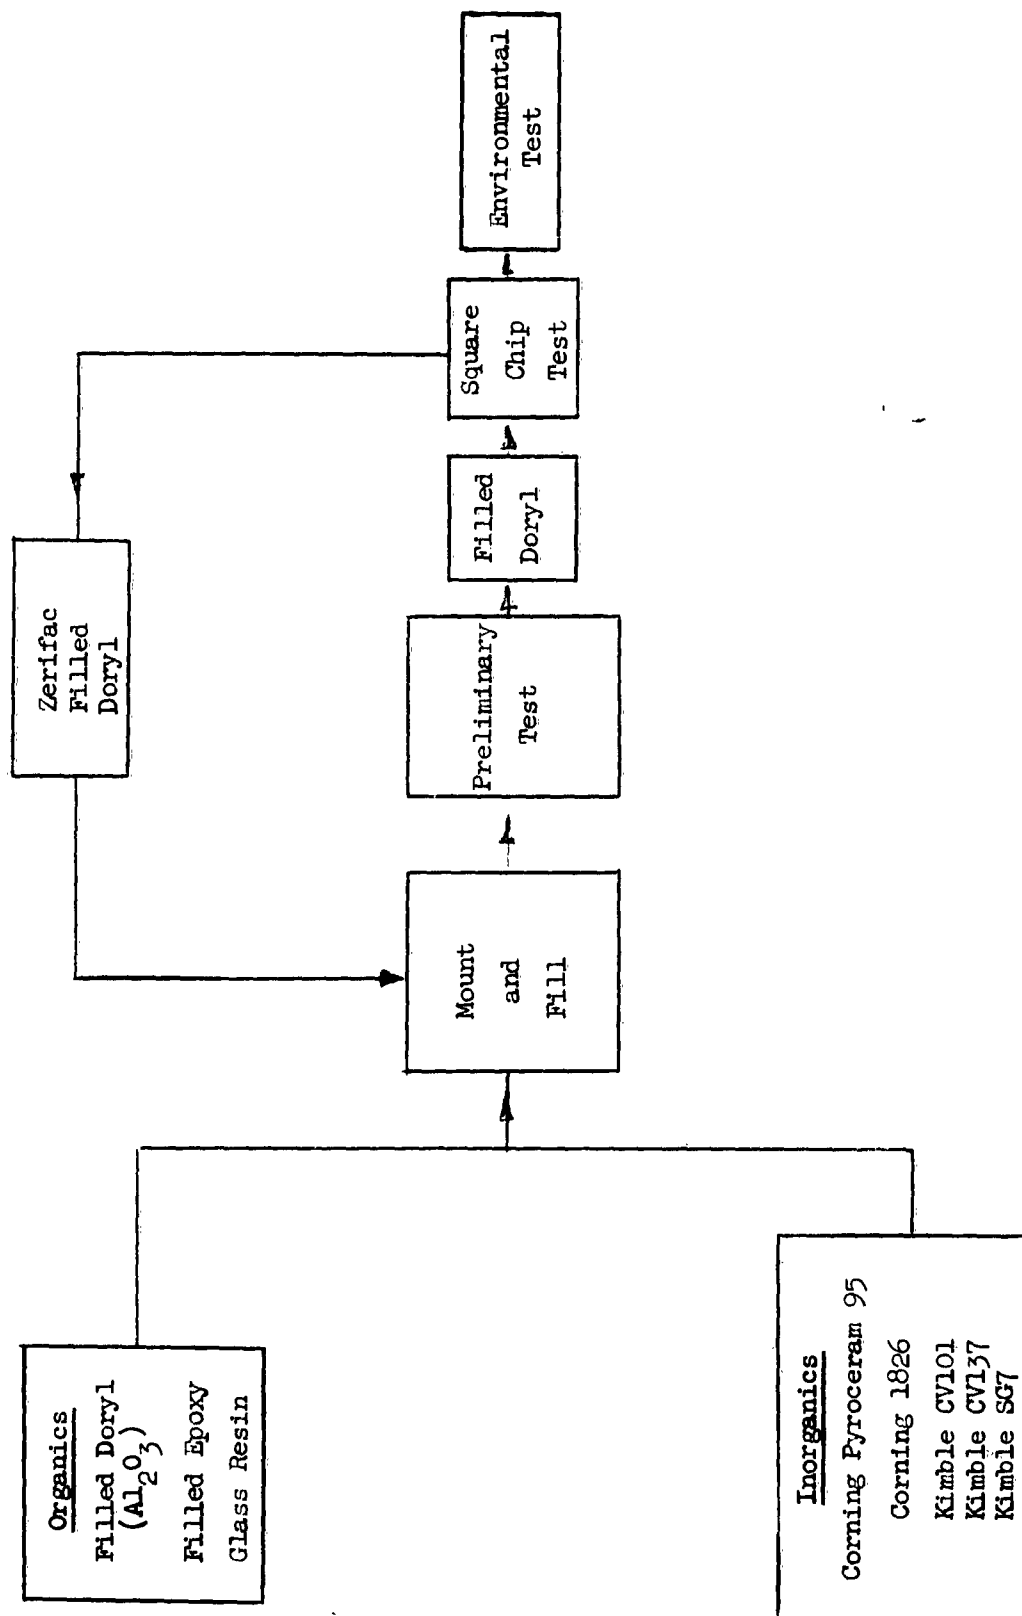 Organics
Filled Doryl
(Al2O3)
Filled Epoxy
Glass Resin
Inorganics
Corning Pyroceram 95
Corning 1826
Kimble CV101
Kimble CV137
Kimble SG7
Mount
and
Fill
Preliminary
Test
Filled
Doryl
Square
Chip
Test
Environmental
Test
Zerifac
Filled
Doryl